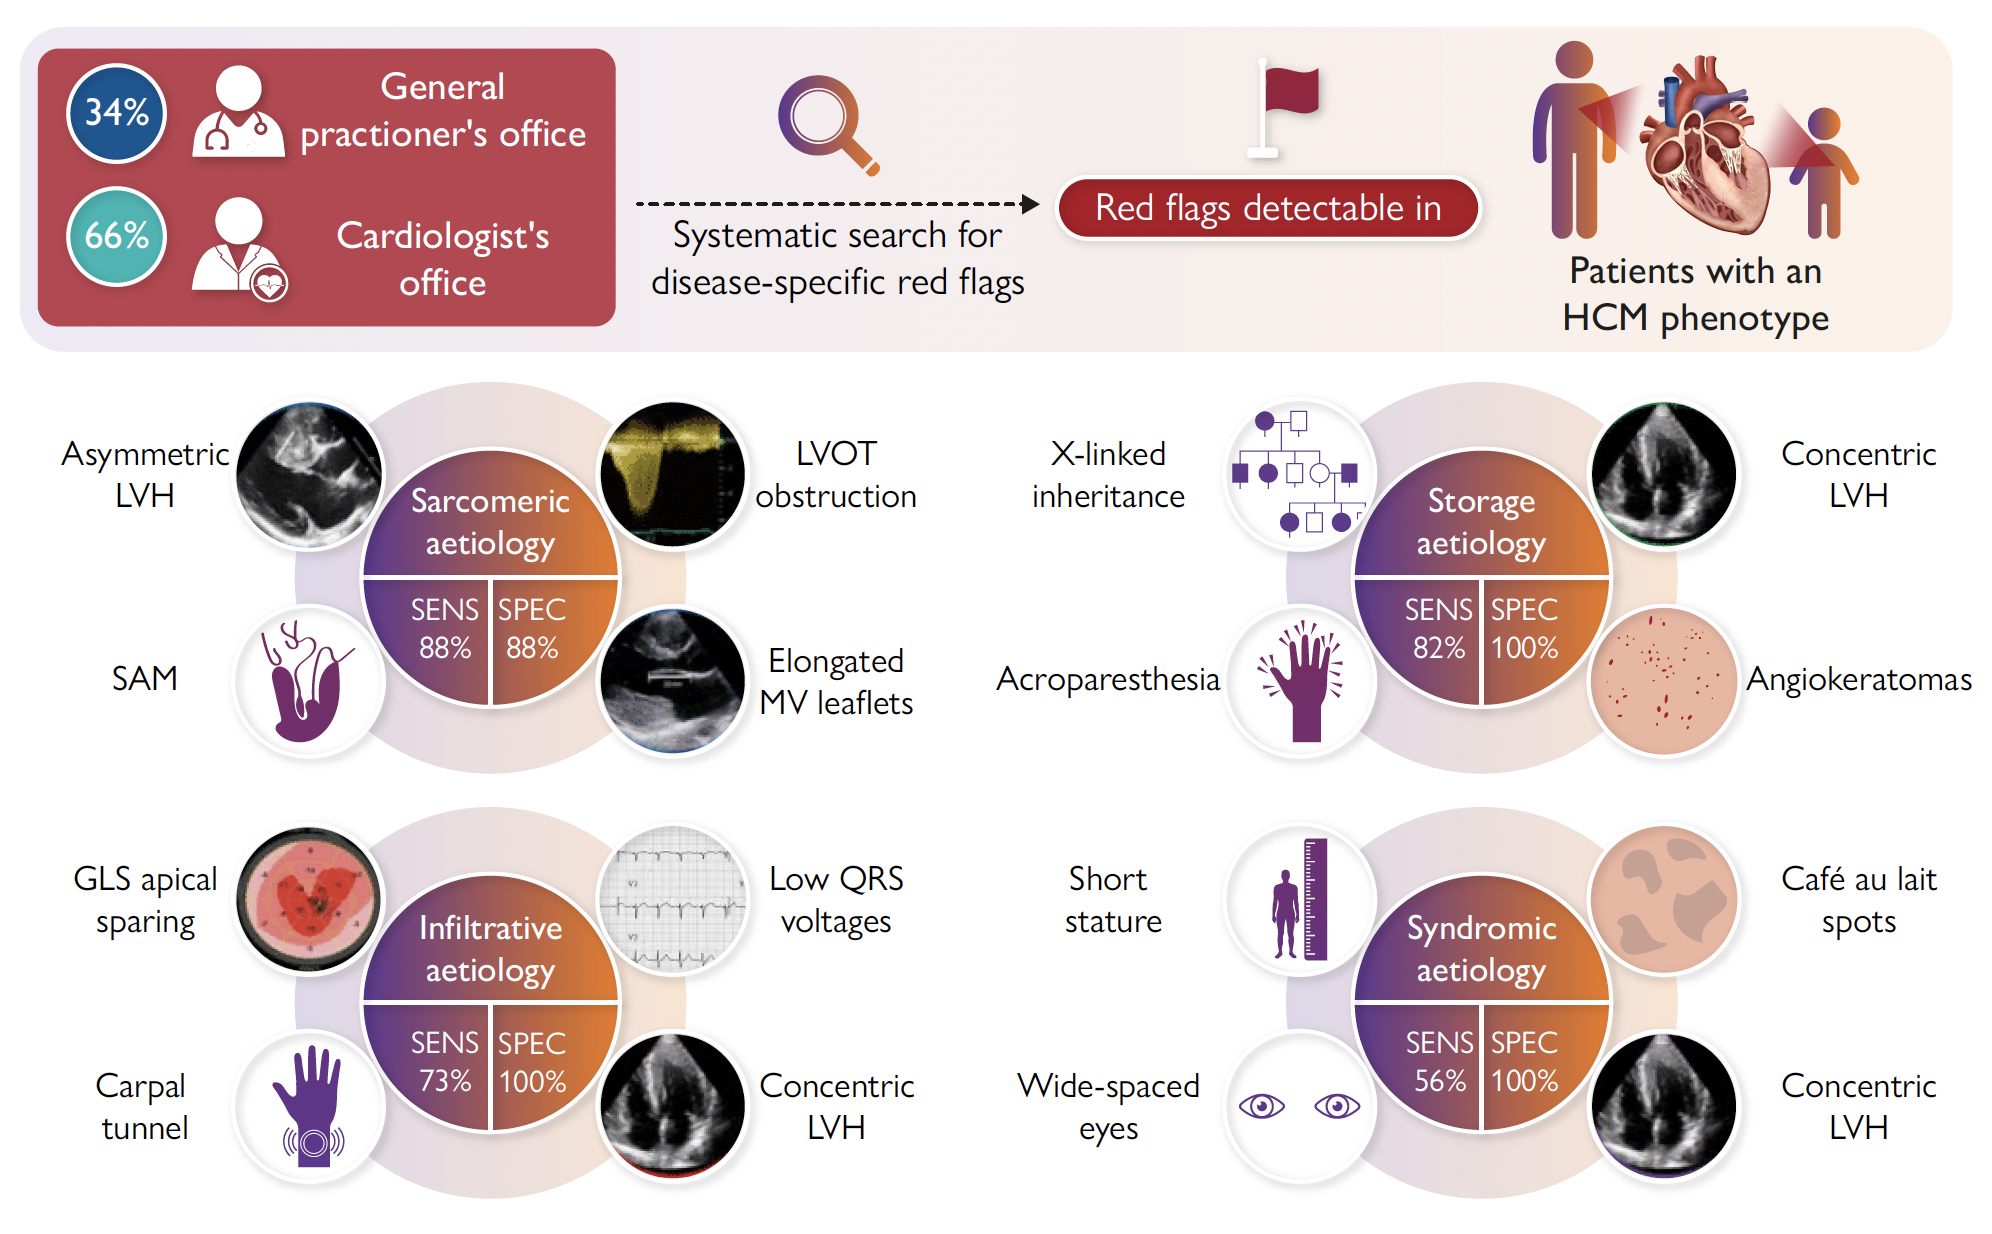 34%
General
practioner's office
66%
Cardiologist's
office
Systematic search for
disease-specific red flags
Red flags detectable in
Patients with an
HCM phenotype
Asymmetric
LVH
LVOT
obstruction
Sarcomeric
aetiology
SENS
88%
SPEC
88%
SAM
Elongated
MV leaflets
X-linked
inheritance
Concentric
LVH
Storage
aetiology
SENS
82%
SPEC
100%
Acroparesthesia
Angiokeratomas
GLS apical
sparing
Low QRS
voltages
Infiltrative
aetiology
SENS
73%
SPEC
100%
Carpal
tunnel
Concentric
LVH
Short
stature
Café au lait
spots
Syndromic
aetiology
SENS
56%
SPEC
100%
Wide-spaced
eyes
Concentric
LVH